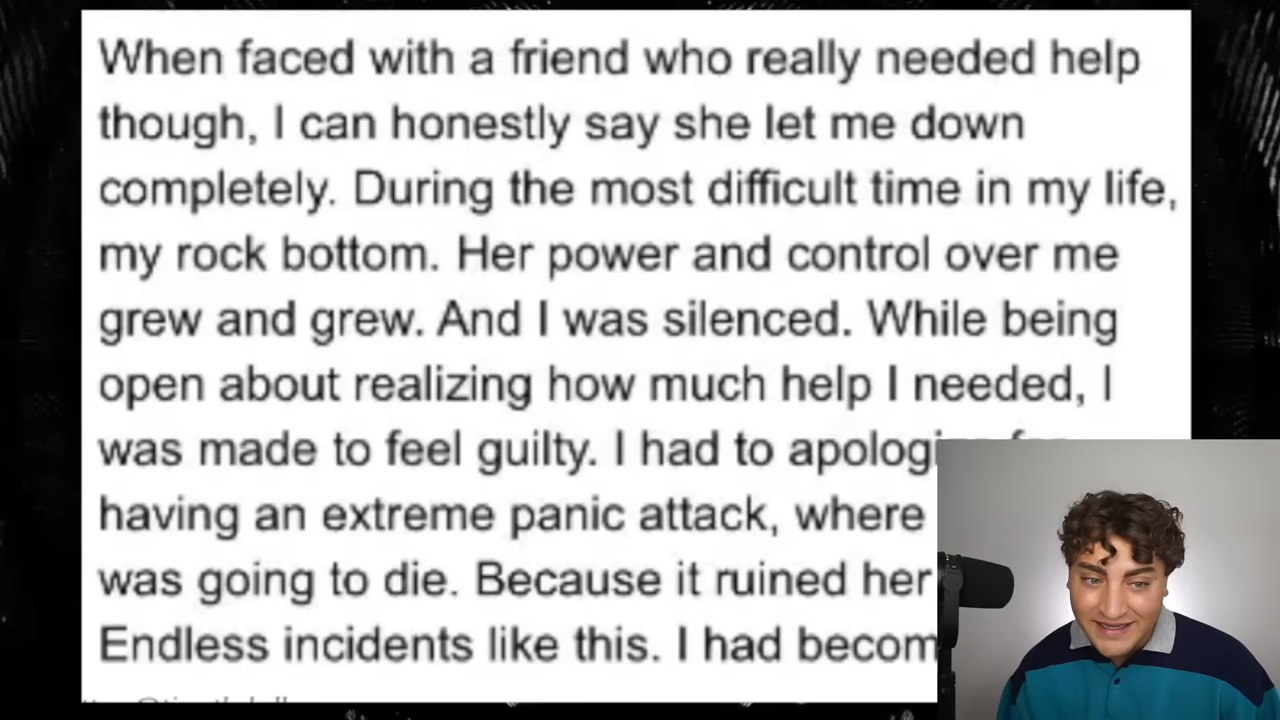 When faced with a friend who really needed help
though, I can honestly say she let me down
completely. During the most difficult time in my life,
my rock bottom. Her power and control over me
grew and grew. And I was silenced. While being
open about realizing how much help I needed, I
was made to feel guilty. I had to
having an extreme panic attack, where
was going to die. Because it ruined her
Endless incidents like this. I had